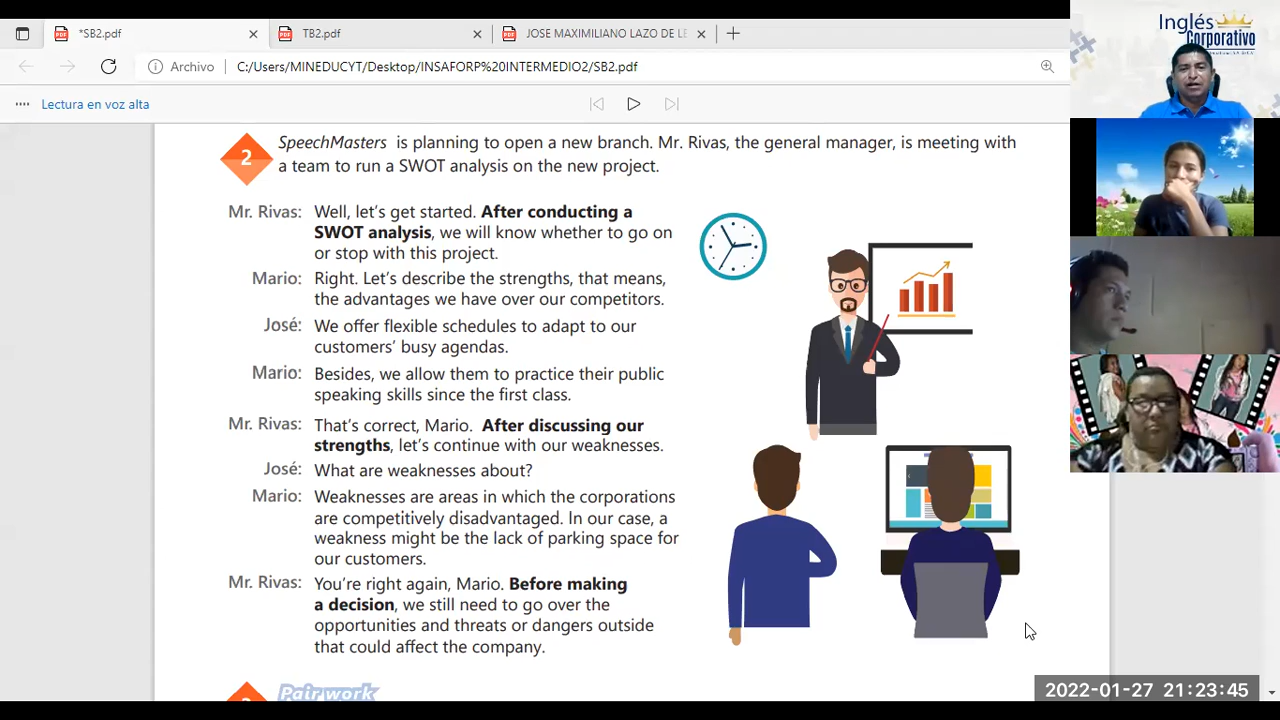 *SB2.pdf
TB2.pdf
JOSE MAXIMILIANO LAZO DE LE
Archivo
C:/Users/MINEDUCYT/Desktop/INSAFORP%20INTERMEDIO2/SB2.pdf
Lectura en voz alta
Inglés
Corporativo
2
SpeechMasters is planning to open a new branch. Mr. Rivas, the general manager, is meeting with
a team to run a SWOT analysis on the new project.
Mr. Rivas: Well, let's get started. After conducting a
SWOT analysis, we will know whether to go on
or stop with this project.
Mario: Right. Let's describe the strengths, that means,
the advantages we have over our competitors.
José: We offer flexible schedules to adapt to our
customers' busy agendas.
Mario: Besides, we allow them to practice their public
speaking skills since the first class.
Mr. Rivas: That's correct, Mario. After discussing our
strengths, let's continue with our weaknesses.
José: What are weaknesses about?
Mario: Weaknesses are areas in which the corporations
are competitively disadvantaged. In our case, a
weakness might be the lack of parking space for
our customers.
Mr. Rivas: You're right again, Mario. Before making
a decision, we still need to go over the
opportunities and threats or dangers outside
that could affect the company.
Pair work
2022-01-27 21:23:45